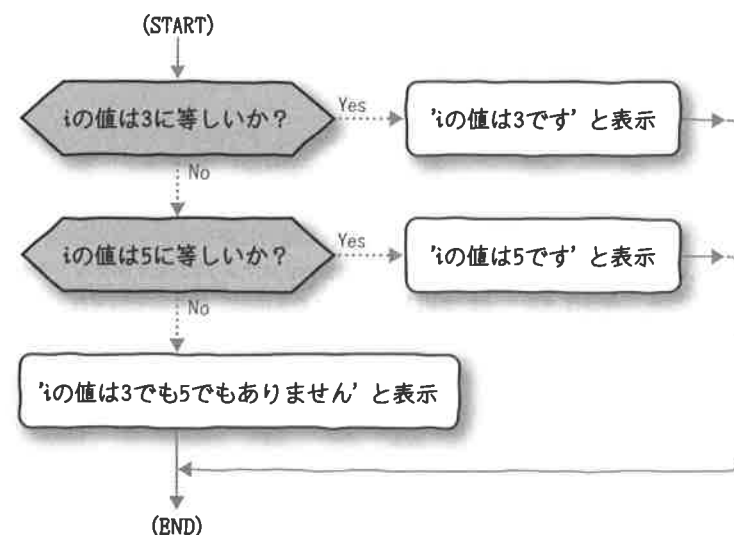 (START)
iの値は3に等しいか？
Yes
'iの値は3です' と表示
No
iの値は5に等しいか？
Yes
'iの値は5です' と表示
No
'iの値は3でも5でもありません' と表示
(END)